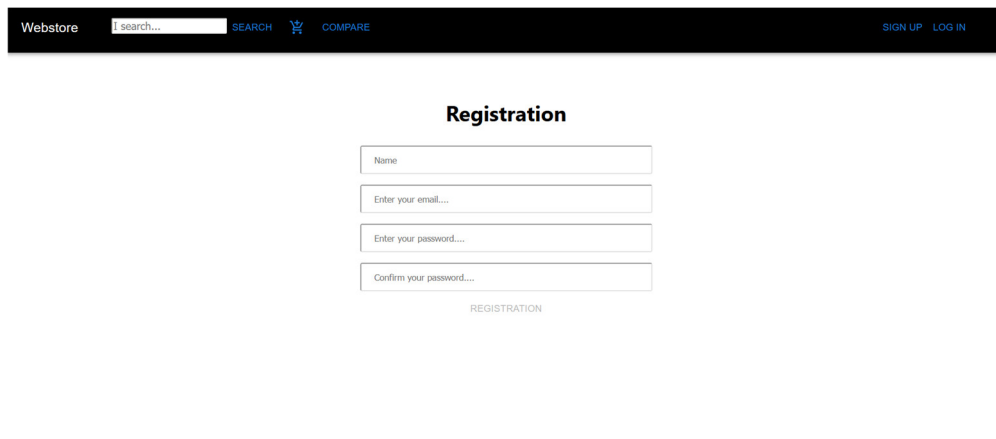 Webstore I search... SEARCH COMPARE SIGN UP LOG IN
Registration
Name
Enter your email....
Enter your password....
Confirm your password....
REGISTRATION